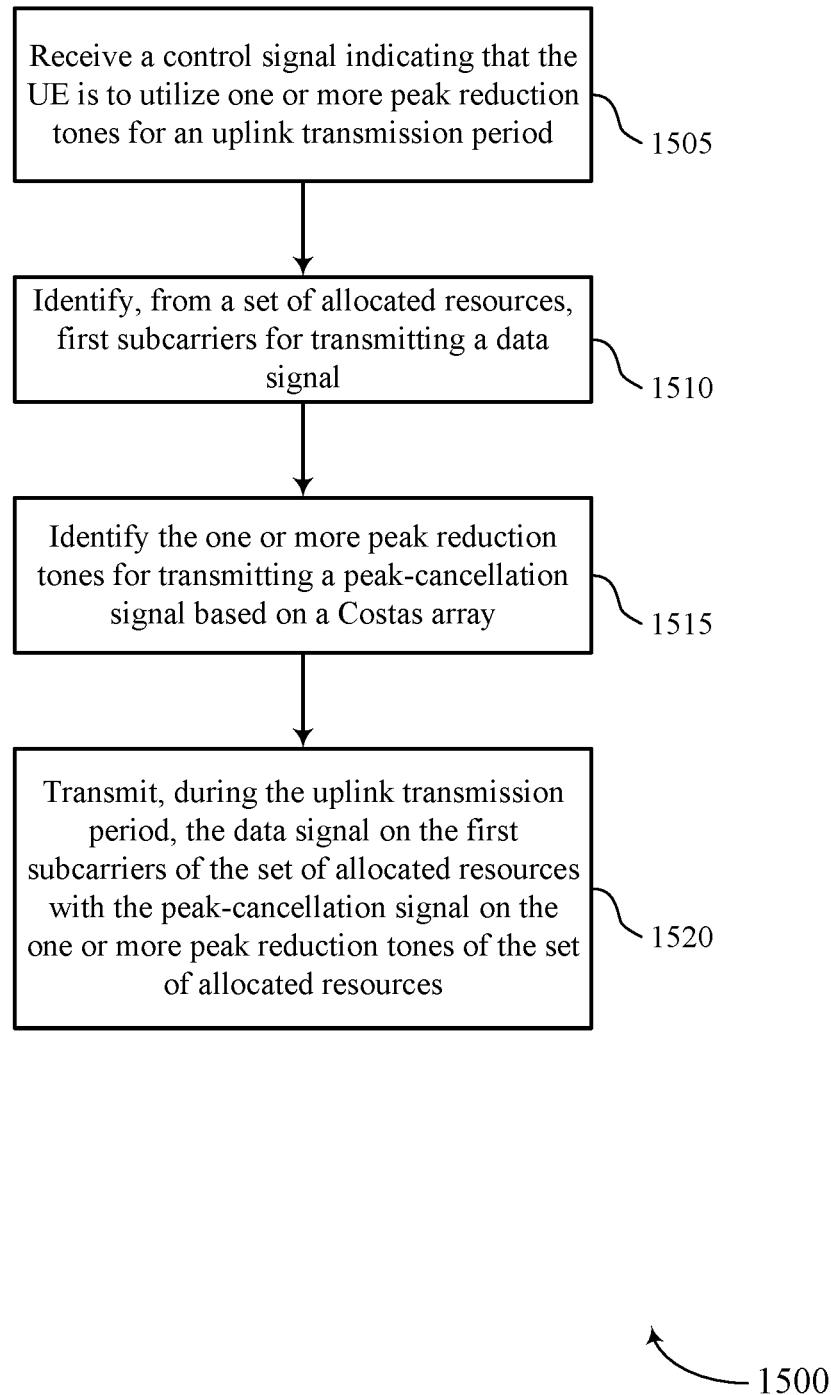 Receive a control signal indicating that the
UE is to utilize one or more peak reduction
tones for an uplink transmission period
1505
Identify, from a set of allocated resources,
first subcarriers for transmitting a data
signal
1510
Identify the one or more peak reduction
tones for transmitting a peak-cancellation
signal based on a Costas array
1515
Transmit, during the uplink transmission
period, the data signal on the first
subcarriers of the set of allocated resources
with the peak-cancellation signal on the
one or more peak reduction tones of the set
of allocated resources
1520
1500